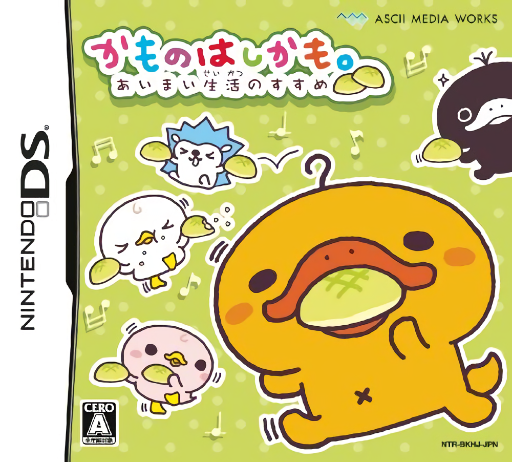 ASCII MEDIA WORKS
かものはしかも。
せい かつ
あいまい生活のすすめ
NINTENDO DS
CERO
A
NTR-BKHJ-JPN